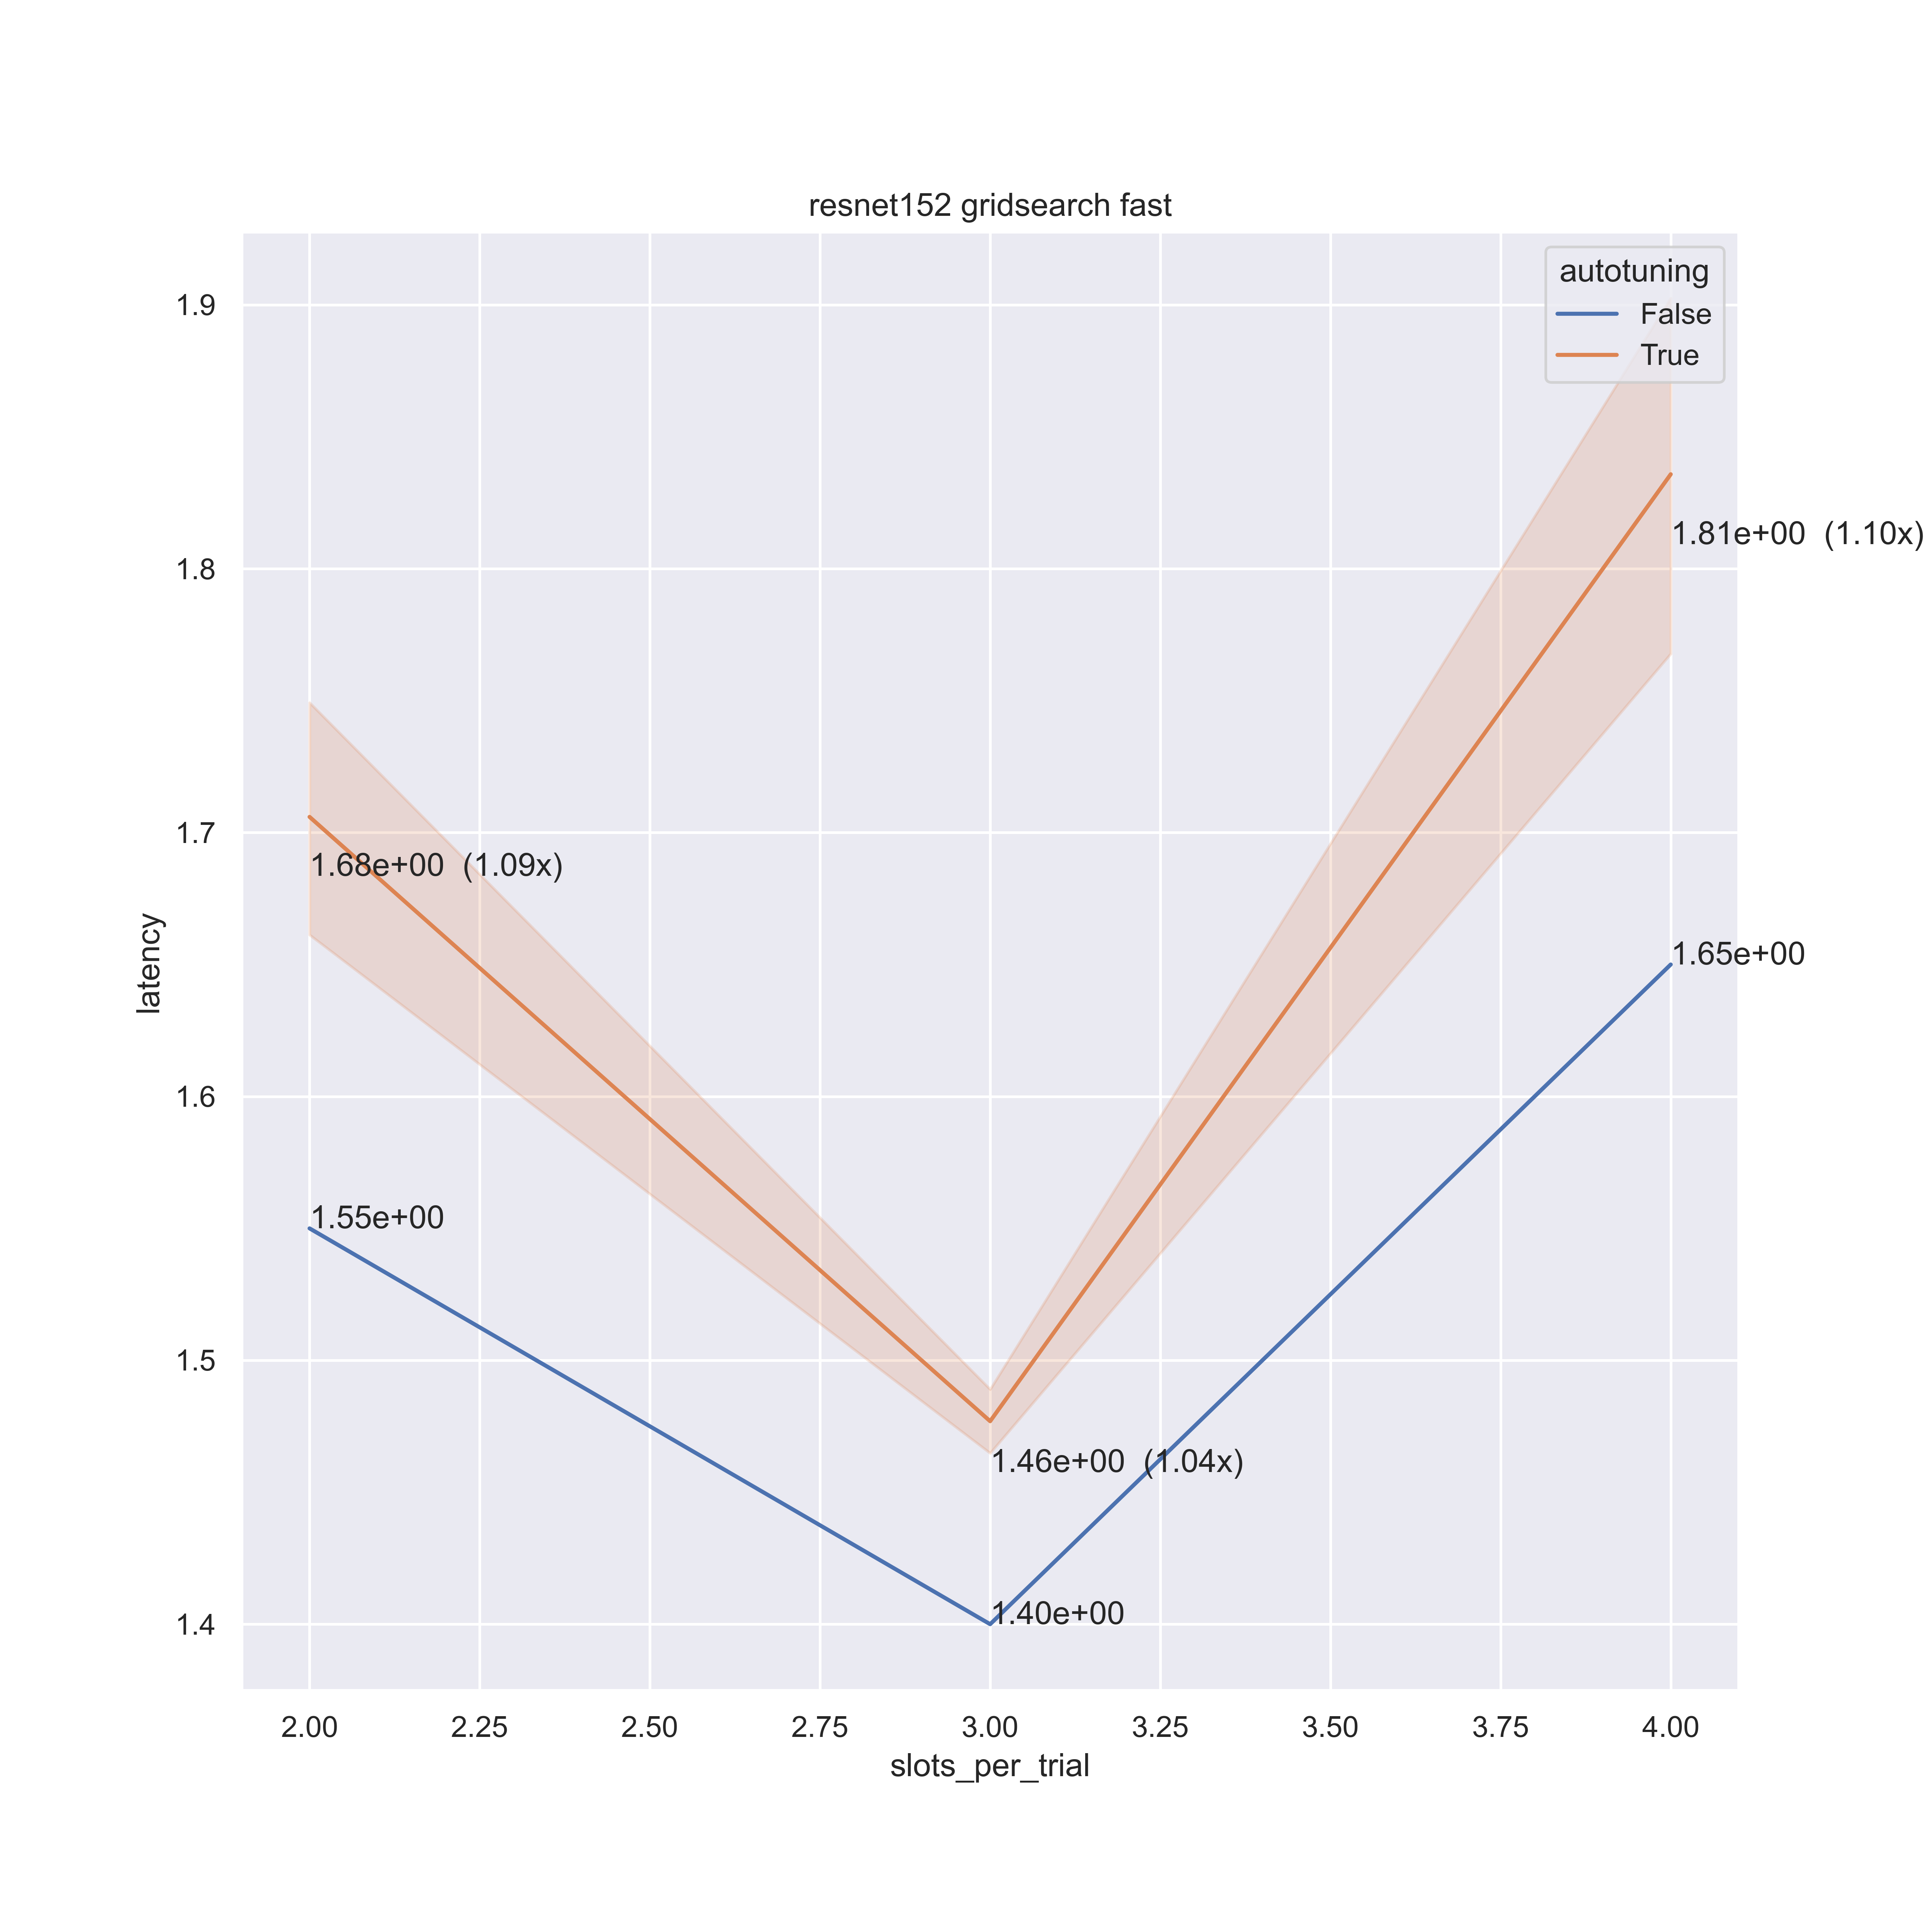 resnet152 gridsearch fast
autotuning
False
True
1.9
1.8
1.7
1.6
1.5
1.4
latency
1.81e+00  (1.10x)
1.68e+00  (1.09x)
1.65e+00
1.55e+00
1.46e+00  (1.04x)
1.40e+00
2.00 2.25 2.50 2.75 3.00 3.25 3.50 3.75 4.00
slots_per_trial